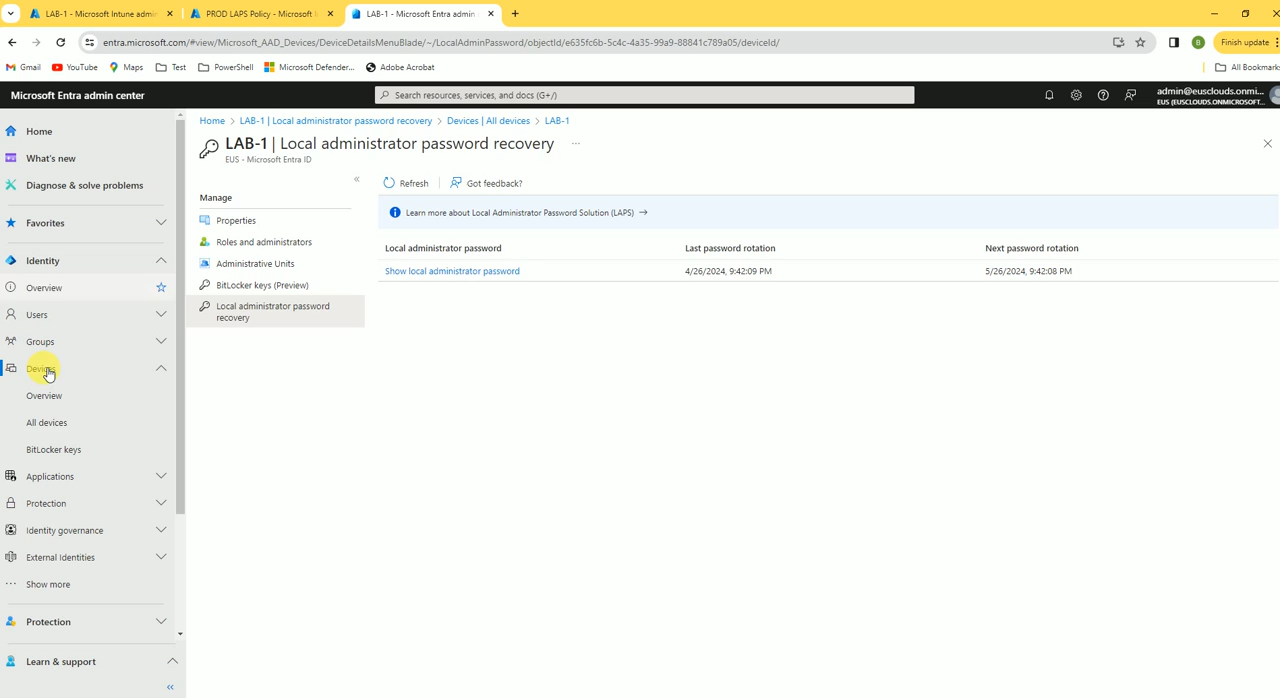 LAB-1 - Microsoft Intune admin
PROD LAPS Policy - Microsoft I
LAB-1 - Microsoft Entra admin
entra.microsoft.com/#view/Microsoft_AAD_Devices/DeviceDetailsMenuBlade/~/LocalAdminPassword/objectId/e635fc6b-5c4c-4a35-99a9-88841c789a05/deviceId/
B
Finish update
Gmail
YouTube
Maps
Test
PowerShell
Microsoft Defender...
Adobe Acrobat
All Bookmarks
Microsoft Entra admin center
Search resources, services, and docs (G+/)
admin@eusclouds.onmi...
EUS (EUSCLOUDS.ONMICROSOFT...
Home
What's new
Diagnose & solve problems
Favorites
Identity
Overview
Users
Groups
Devices
Overview
All devices
BitLocker keys
Applications
Protection
Identity governance
External Identities
Show more
Protection
Learn & support
Home > LAB-1 | Local administrator password recovery > Devices | All devices > LAB-1
LAB-1 | Local administrator password recovery ...
EUS - Microsoft Entra ID
Manage
Properties
Roles and administrators
Administrative Units
BitLocker keys (Preview)
Local administrator password
recovery
Refresh
Got feedback?
Learn more about Local Administrator Password Solution (LAPS) →
Local administrator password
Last password rotation
Next password rotation
Show local administrator password
4/26/2024, 9:42:09 PM
5/26/2024, 9:42:08 PM